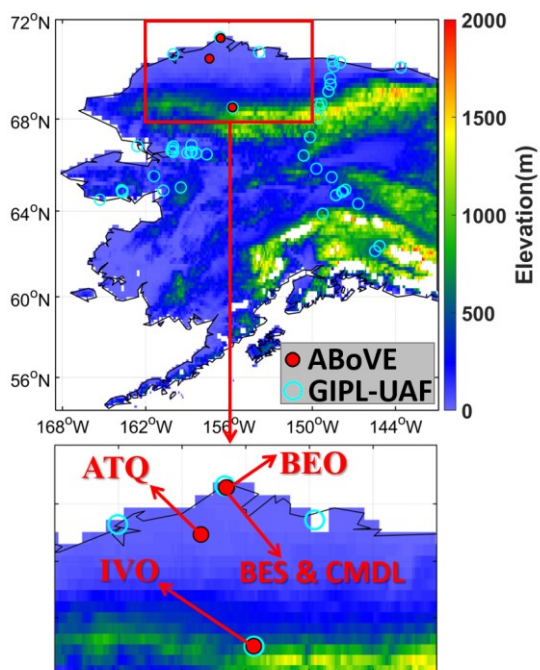 72°N
68°N
64°N
60°N
56°N
168°W 162°W 156°W 150°W 144°W
2000
1500
1000
500
0
Elevation(m)
ABoVE
GIPL-UAF
ATQ
BEO
IVO
BES & CMDL